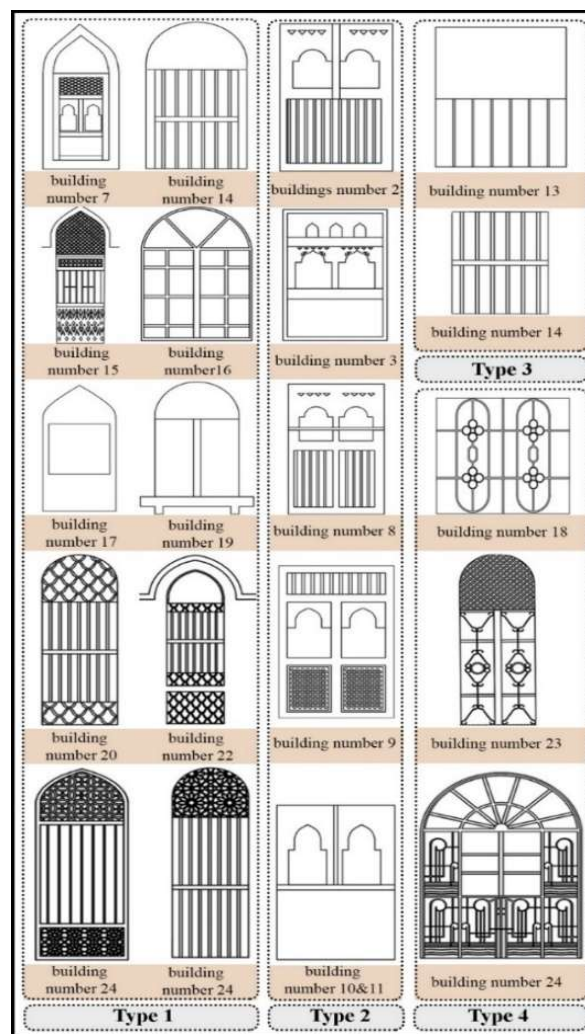 building
number 7
building
number 14
building
number 15
building
number16
building
number 17
building
number 19
building
number 20
building
number 22
building
number 24
building
number 24
Type 1
buildings number 2
building number 3
building number 8
building number 9
building
number 10&11
Type 2
building number 13
building number 14
Type 3
building number 18
building number 23
building number 24
Type 4